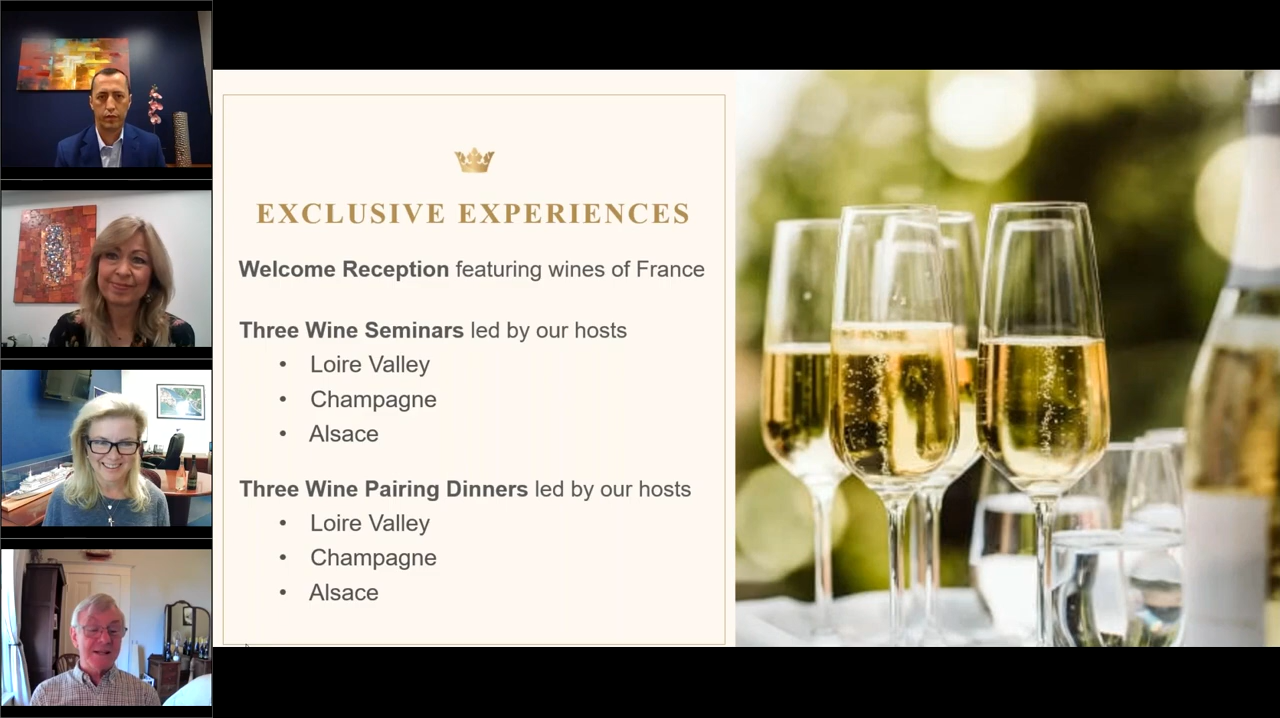 EXCLUSIVE EXPERIENCES
Welcome Reception featuring wines of France
Three Wine Seminars led by our hosts
• Loire Valley
• Champagne
• Alsace
Three Wine Pairing Dinners led by our hosts
• Loire Valley
• Champagne
• Alsace